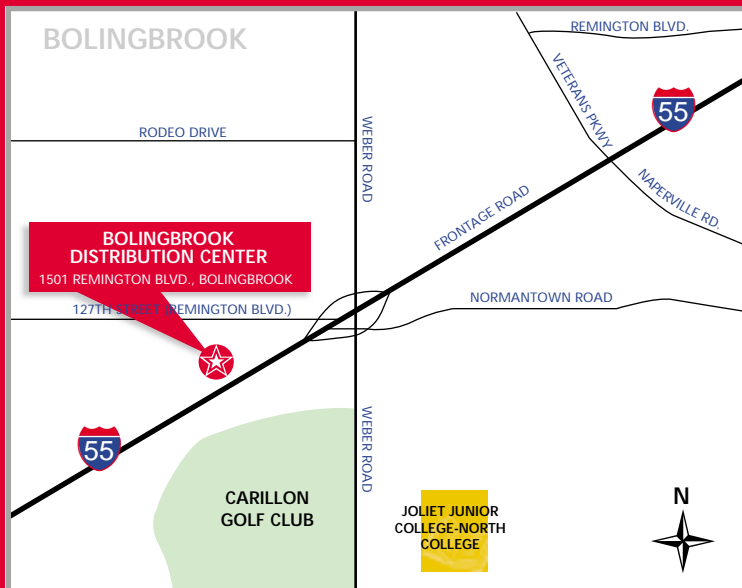 BOLINGBROOK
REMINGTON BLVD.
VETERANS PKWY
55
RODEO DRIVE
WEBER ROAD
NAPERVILLE RD.
FRONTAGE ROAD
BOLINGBROOK
DISTRIBUTION CENTER
1501 REMINGTON BLVD., BOLINGBROOK
127TH STREET (REMINGTON BLVD.)
NORMANTOWN ROAD
55
WEBER ROAD
CARILLON
GOLF CLUB
JOLIET JUNIOR
COLLEGE-NORTH
COLLEGE
N